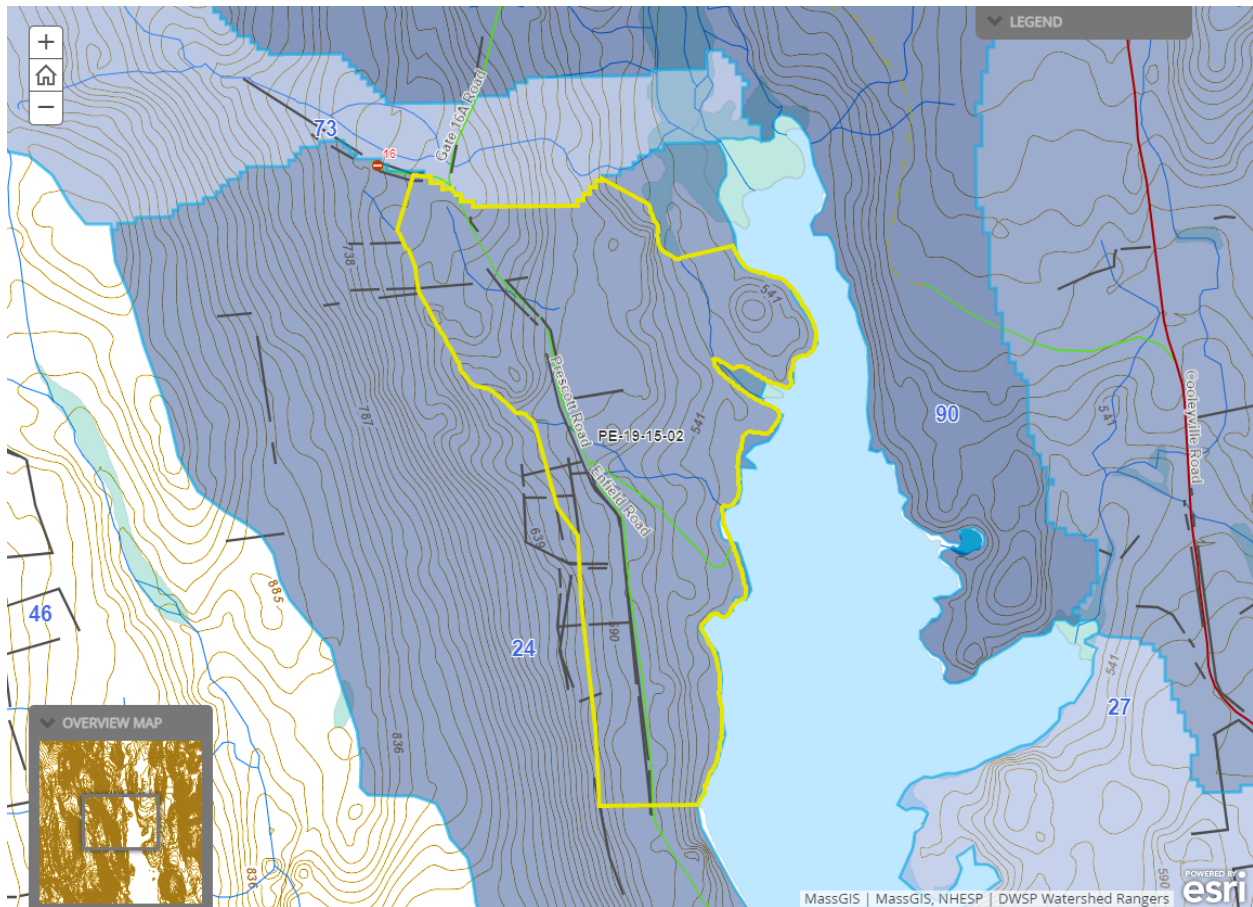 +
−
LEGEND
73
16
Gate 16A Road
738
541
787
Prescott Road
541
PE-19-15-02
Enfield Road
90
541
Cooleyville Road
639
885
46
590
24
541
27
836
OVERVIEW MAP
836
590
MassGIS | MassGIS, NHESP | DWSP Watershed Rangers
POWERED BY
esri